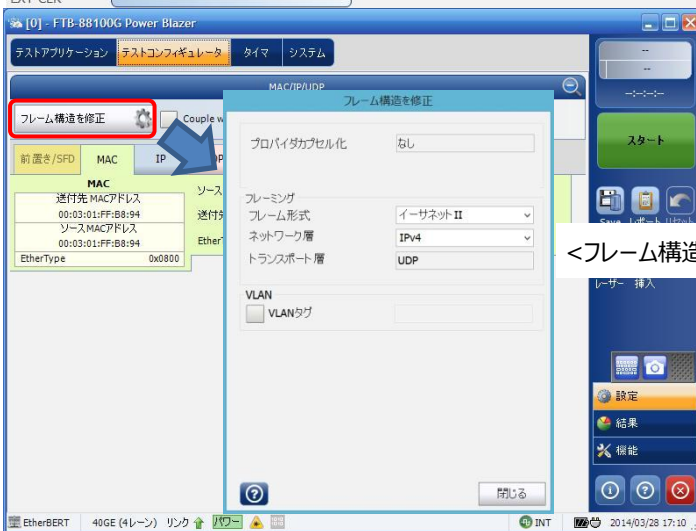 EXT-CLK
[0] - FTB-88100G Power Blazer
テストアプリケーション テストコンフィギュレータ タイマ システム
MAC/IP/UDP
フレーム構造を修正
Couple w
前置き/SFD MAC IP
MAC
送付先 MACアドレス
00:03:01:FF:B8:94
ソースMACアドレス
00:03:01:FF:B8:94
EtherType 0x0800
ソース
送付先
Ether
フレーム構造を修正
プロバイダカプセル化 なし
フレーミング
フレーム形式 イーサネット II
ネットワーク層 IPv4
トランスポート層 UDP
VLAN
VLANタグ
閉じる
--
--
--:--:--
スタート
Save レポート リセット
<フレーム構造
レーザー 挿入
設定
結果
機能
EtherBERT 40GE (4レーン) リンク パワー INT 2014/03/28 17:10